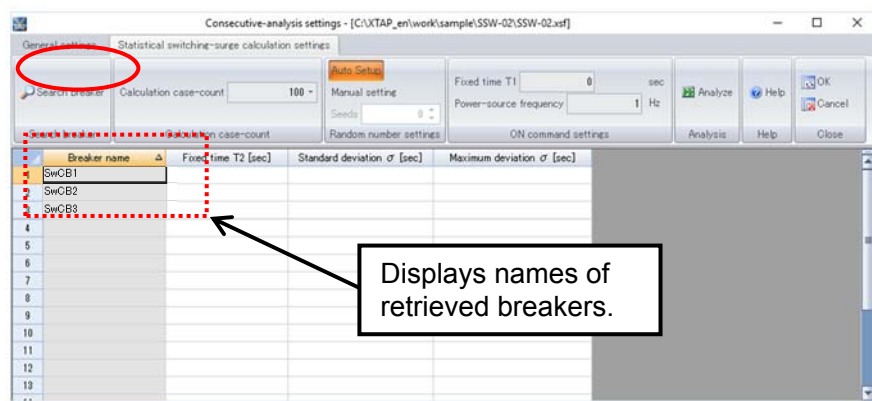 Consecutive-analysis settings - [C:\XTAP_en\work\sample\SSW-02\SSW-02.xsf]
General settings Statistical switching-surge calculation settings
Search breaker Calculation case-count 100 Auto Setup Manual setting Seeds 0 Fixed time T1 0 sec Power-source frequency 1 Hz Analyze Help OK Cancel
Search breaker Calculation case-count Random number settings ON command settings Analysis Help Close
Breaker name Fixed time T2 [sec] Standard deviation σ [sec] Maximum deviation σ [sec]
1 SwCB1
2 SwCB2
3 SwCB3
4
5
6
7
8
9
10
11
12
13
Displays names of
retrieved breakers.